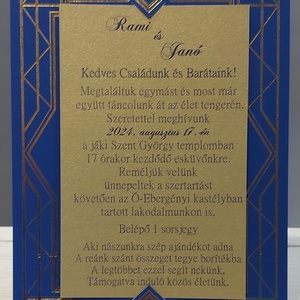 Rami
és
Janó
Kedves Családunk és Barátaink!
Megtaláltuk egymást és most már
együtt táncolunk át az élet tengerén.
Szeretettel meghívunk
2024. augusztus 17.-én
a jáki Szent György templomban
17 órakor kezdődő esküvőnkre.
Reméljük velünk
ünnepeltek a szertartást
követően az Ó-Ebergényi kastélyban
tartott lakodalmunkon is.
Belépő 1 sorsjegy
Aki nászunkra szép ajándékot adna
A reánk szánt összeget tegye borítékba
A legtöbbet ezzel segít nekünk,
Támogatva induló közös életünk.